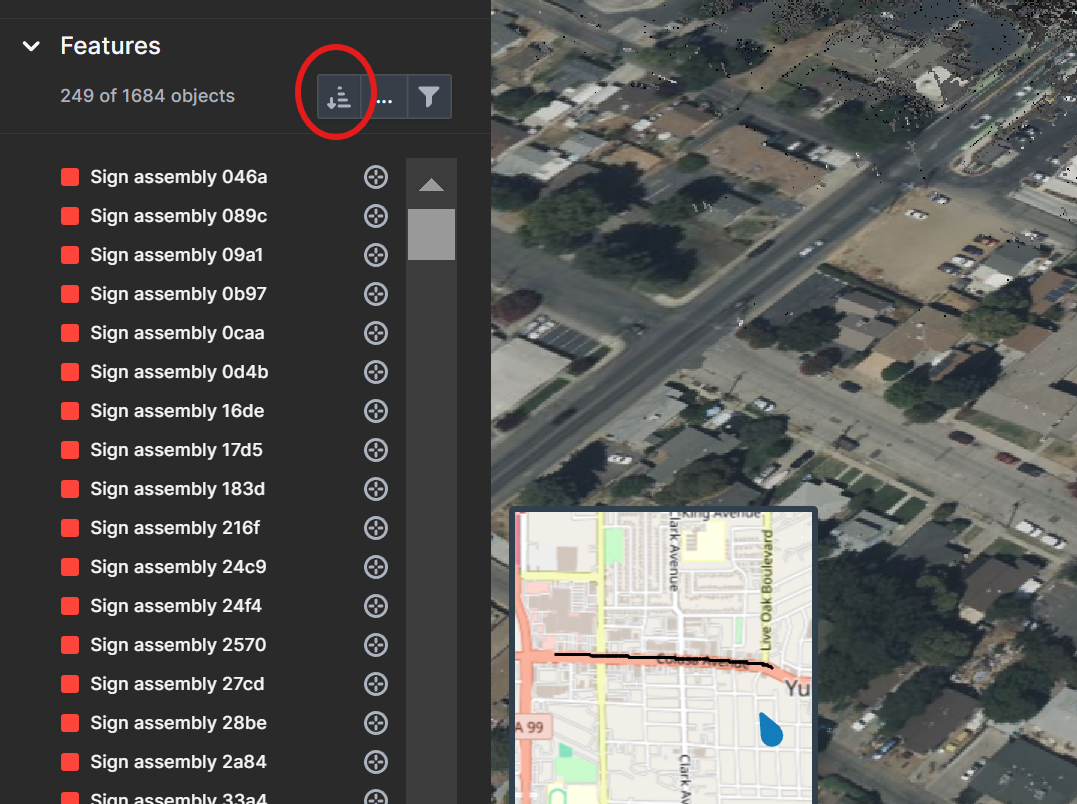 Features
249 of 1684 objects
...
Sign assembly 046a
Sign assembly 089c
Sign assembly 09a1
Sign assembly 0b97
Sign assembly 0caa
Sign assembly 0d4b
Sign assembly 16de
Sign assembly 17d5
Sign assembly 183d
Sign assembly 216f
Sign assembly 24c9
Sign assembly 24f4
Sign assembly 2570
Sign assembly 27cd
Sign assembly 28be
Sign assembly 2a84
Sign assembly 33a4
King Avenue
Clark Avenue
Live Oak Boulevard
Colusa Avenue
Yu
A 99
Clark Av